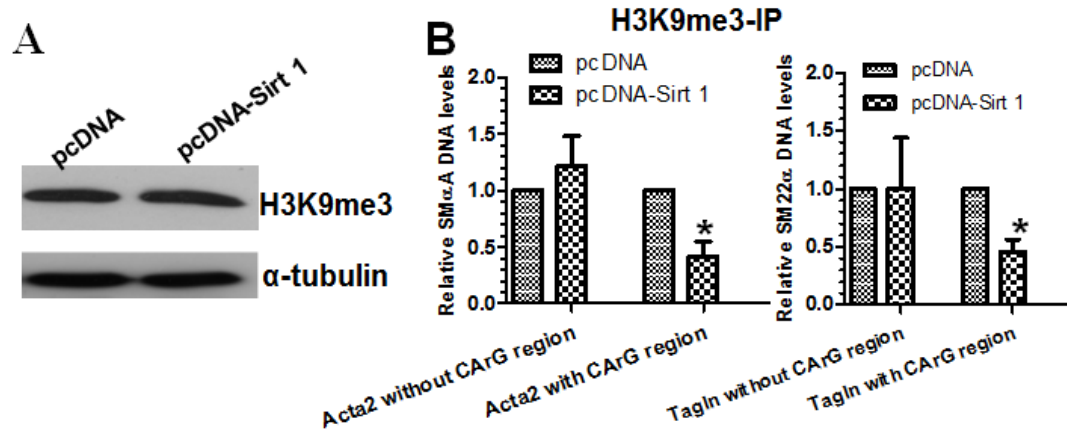 A
pcDNA
pcDNA-Sirt 1
H3K9me3
α-tubulin
B
H3K9me3-IP
pcDNA
pcDNA-Sirt 1
Relative SMαA DNA levels
2.0
1.5
1.0
0.5
0.0
*
Acta2 without CArG region
Acta2 with CArG region
pcDNA
pcDNA-Sirt 1
Relative SM22α DNA levels
2.0
1.5
1.0
0.5
0.0
*
Tagln without CArG region
Tagln with CArG region